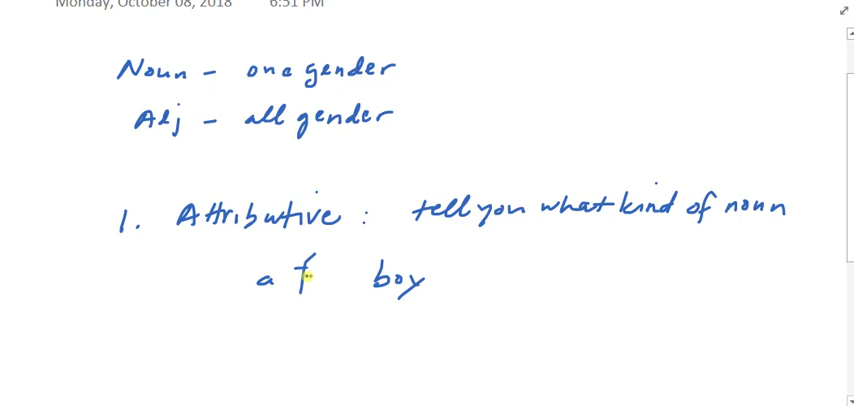 Monday, October 08, 2018 6:51 PM
Noun - one gender
Adj - all gender
1. Attributive : tell you what kind of noun
a f boy